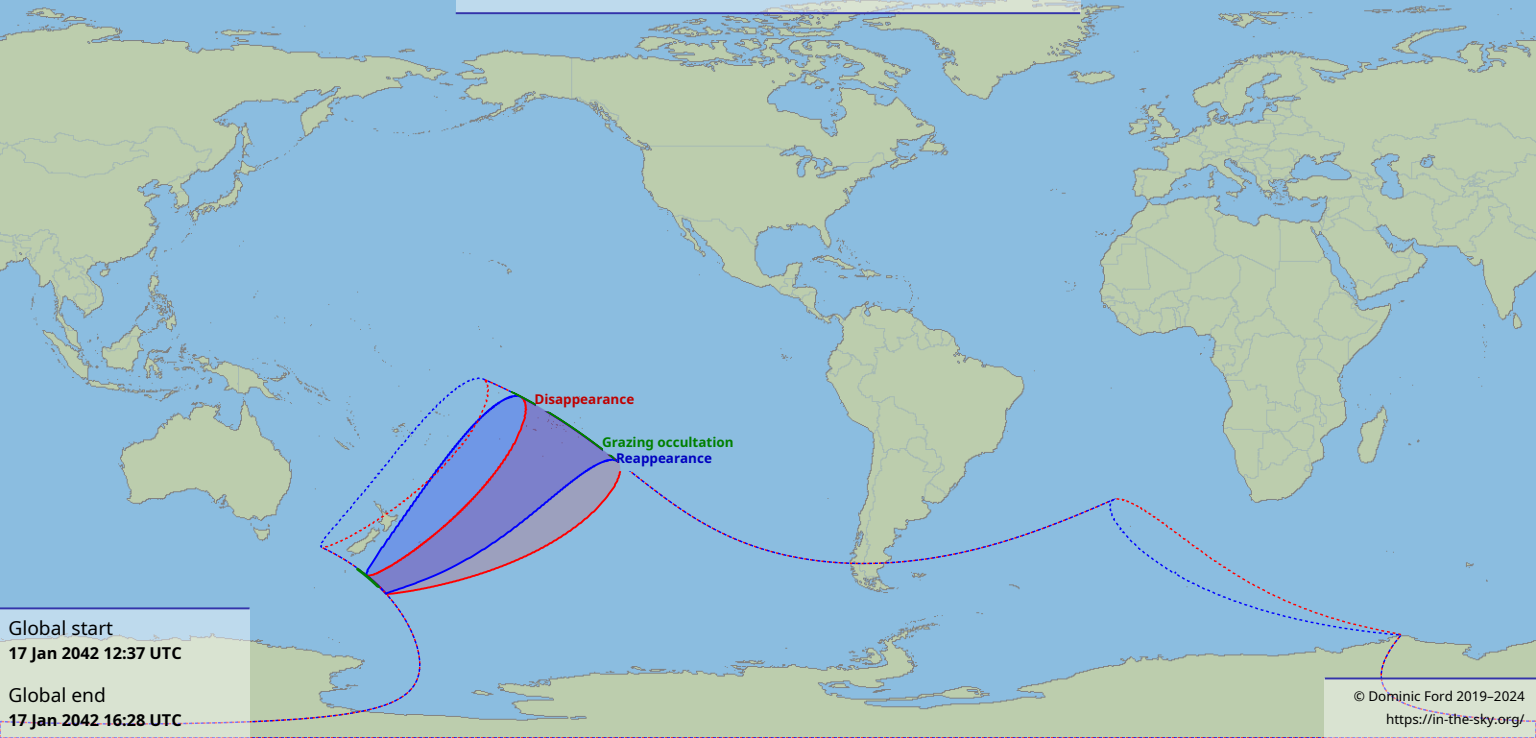 Disappearance
Grazing occultation
Reappearance
Global start
17 Jan 2042 12:37 UTC
Global end
17 Jan 2042 16:28 UTC
© Dominic Ford 2019–2024
https://in-the-sky.org/